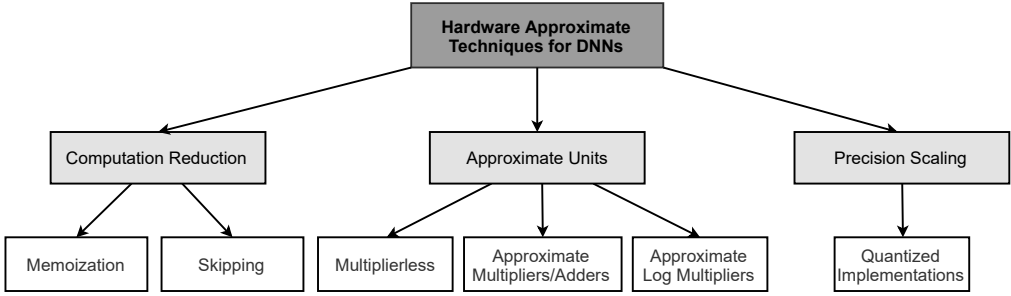 Hardware Approximate
Techniques for DNNs
Computation Reduction
Approximate Units
Precision Scaling
Memoization
Skipping
Multiplierless
Approximate
Multipliers/Adders
Approximate
Log Multipliers
Quantized
Implementations